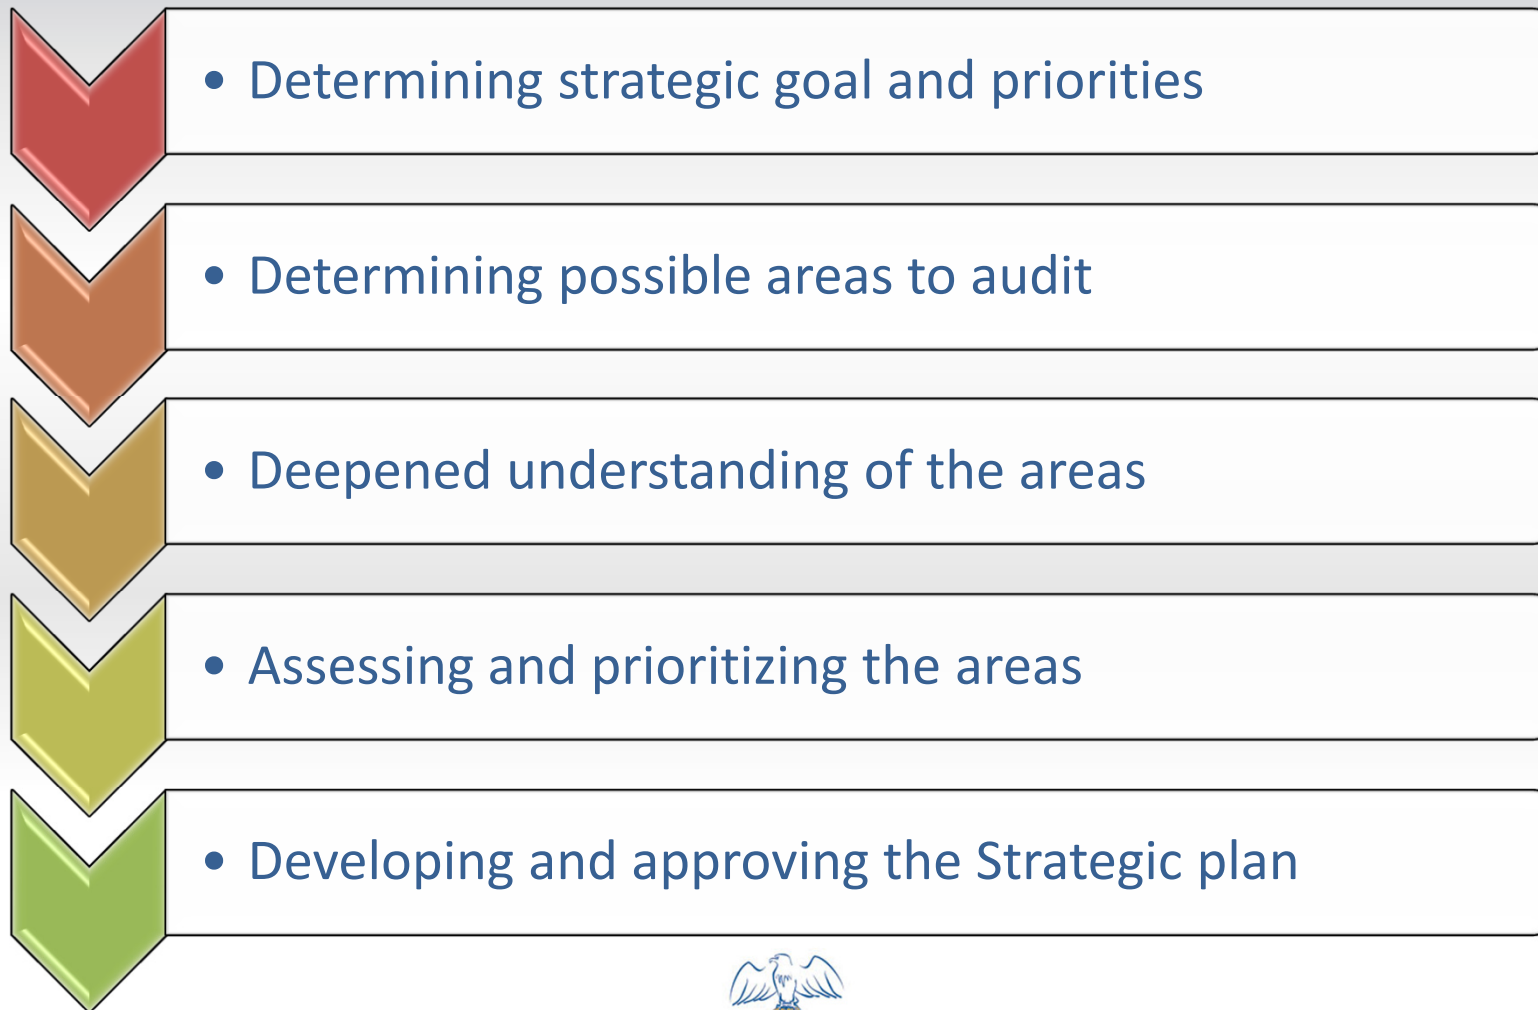 • Determining strategic goal and priorities
• Determining possible areas to audit
• Deepened understanding of the areas
• Assessing and prioritizing the areas
• Developing and approving the Strategic plan